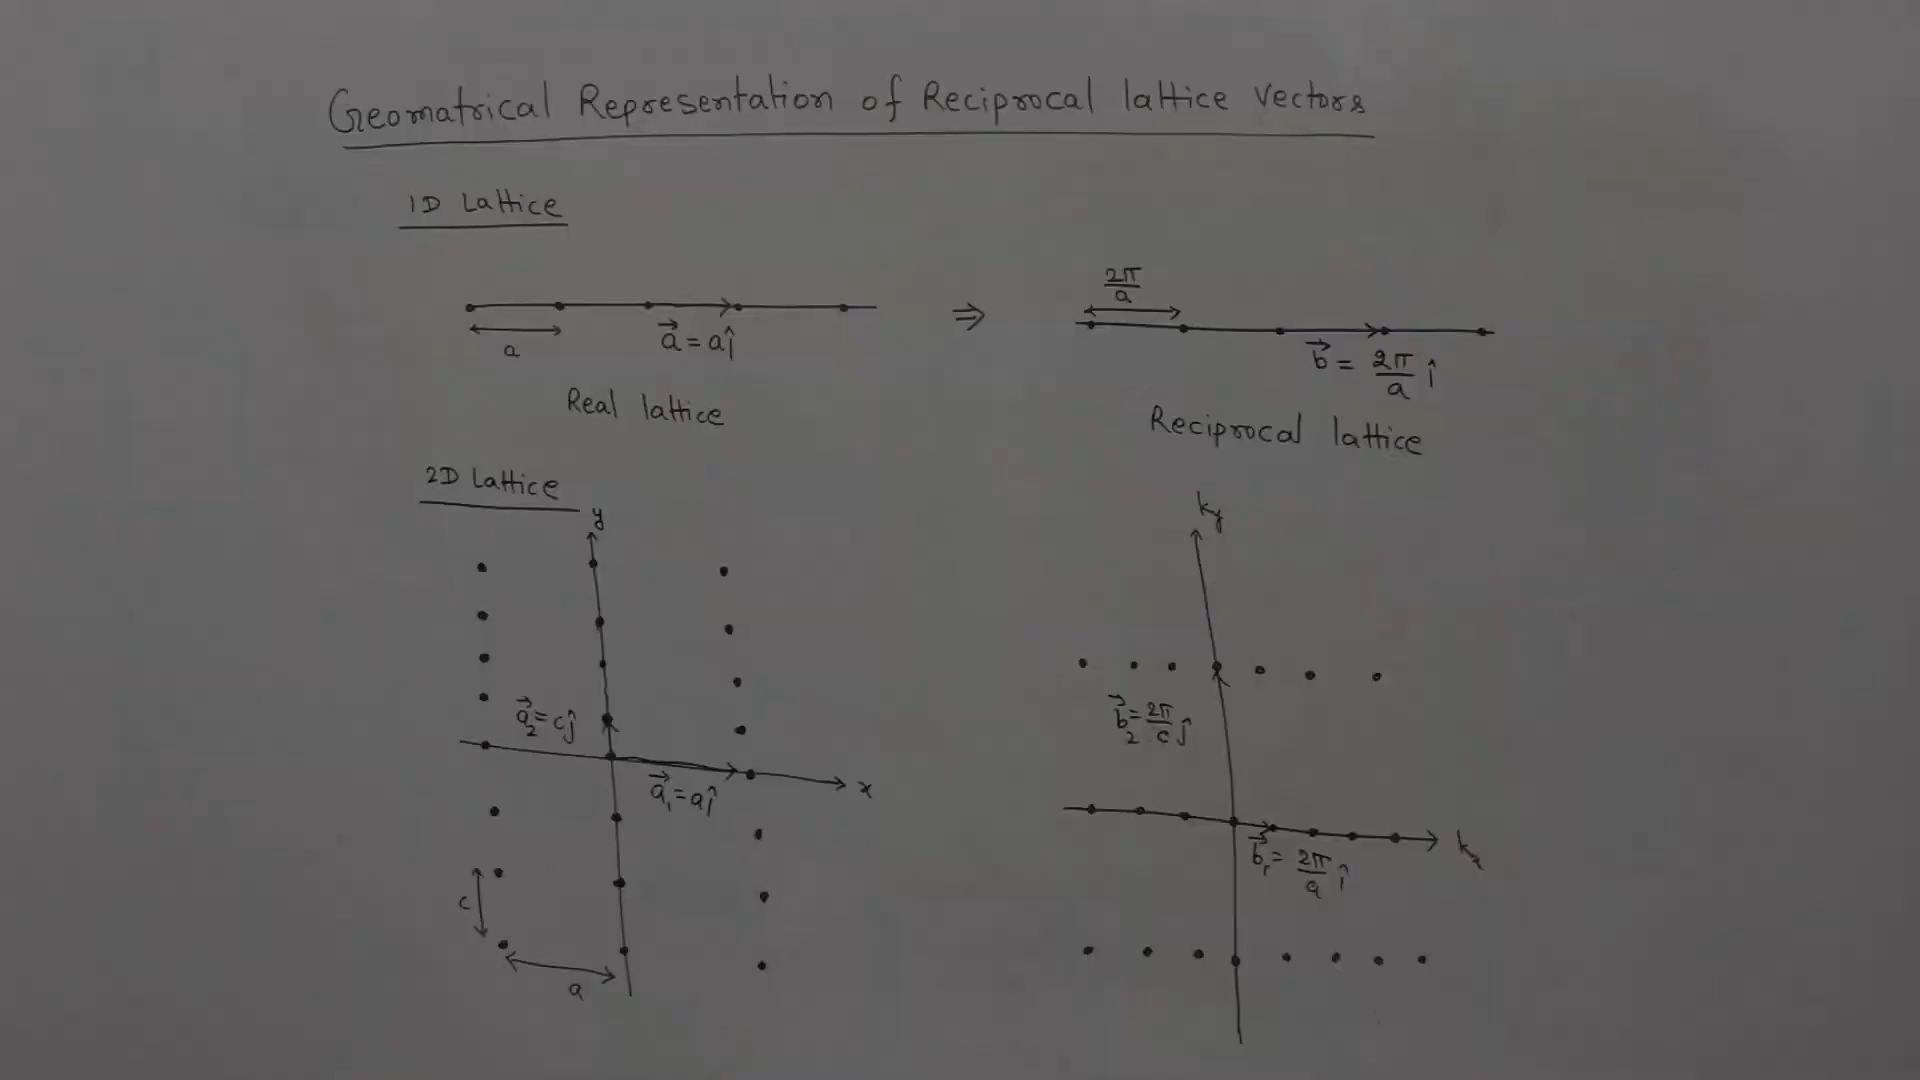 Geomatrical Representation of Reciprocal lattice vectors
1D Lattice
a
a⃗ = aî
Real lattice
⇒
2π/a
b⃗ = 2π/a î
Reciprocal lattice
2D Lattice
y
a⃗₂ = cĵ
a⃗₁ = aî
x
c
a
ky
b⃗₂ = 2π/c ĵ
b⃗₁ = 2π/a î
kx